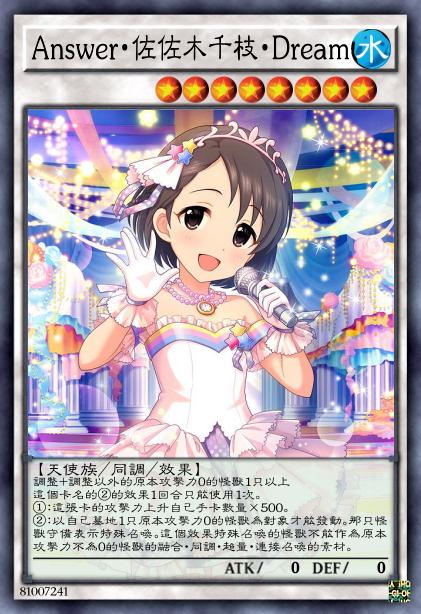 Answer・佐佐木千枝・Dream
水
【天使族／同調／效果】
調整＋調整以外的原本攻擊力0的怪獸1只以上
這個卡名的②的效果1回合只能使用1次。
①：這張卡的攻擊力上升自己手卡數量×500。
②：以自己墓地1只原本攻擊力0的怪獸為對象才能發動。那只怪
獸守備表示特殊召喚。這個效果特殊召喚的怪獸不能作為原本
攻擊力不為0的怪獸的融合・同調・超量・連接召喚的素材。
ATK／ 0 DEF／ 0
81007241